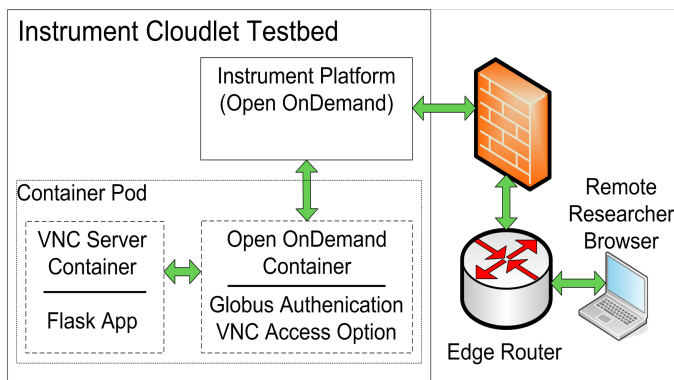 Instrument Cloudlet Testbed
Instrument Platform
(Open OnDemand)
Container Pod
VNC Server
Container
Flask App
Open OnDemand
Container
Globus Authenication
VNC Access Option
Remote
Researcher
Browser
Edge Router